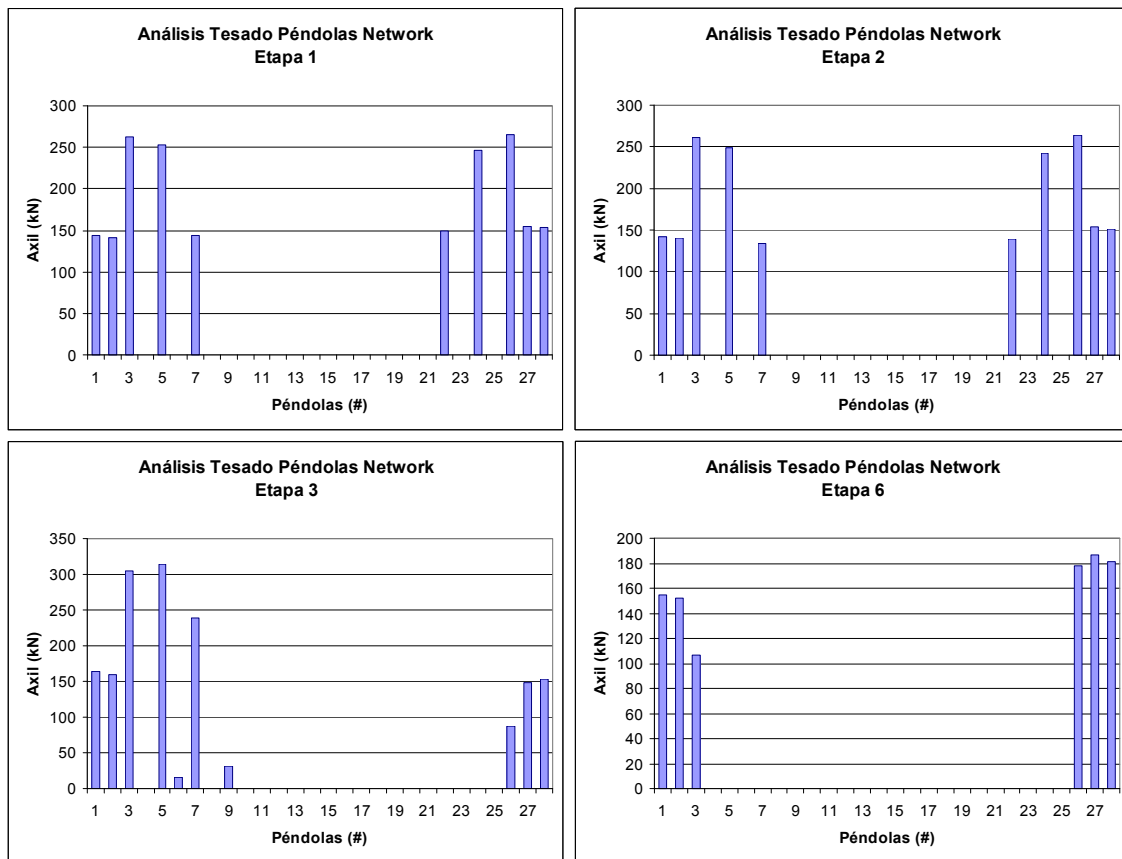 Análisis Tesado Péndolas Network
Etapa 1
300
250
200
150
100
50
0
Axil (kN)
1 3 5 7 9 11 13 15 17 19 21 23 25 27
Péndolas (#)
Análisis Tesado Péndolas Network
Etapa 2
300
250
200
150
100
50
0
Axil (kN)
1 3 5 7 9 11 13 15 17 19 21 23 25 27
Péndolas (#)
Análisis Tesado Péndolas Network
Etapa 3
350
300
250
200
150
100
50
0
Axil (kN)
1 3 5 7 9 11 13 15 17 19 21 23 25 27
Péndolas (#)
Análisis Tesado Péndolas Network
Etapa 6
200
180
160
140
120
100
80
60
40
20
0
Axil (kN)
1 3 5 7 9 11 13 15 17 19 21 23 25 27
Péndolas (#)